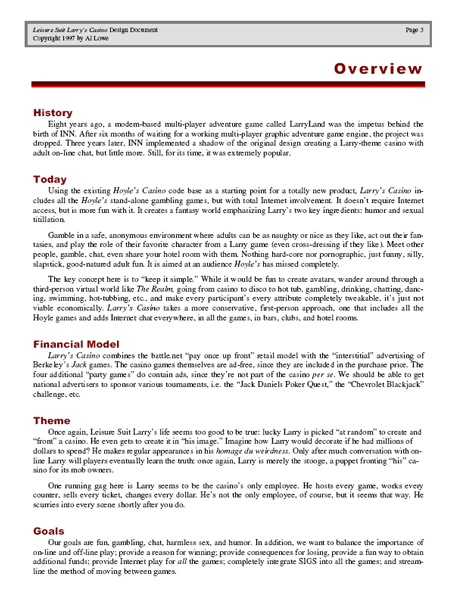 Leisure Suit Larry's Casino Design Document Page 3
Copyright 1997 by Al Lowe
Overview
History
Eight years ago, a modem-based multi-player adventure game called LarryLand was the impetus behind the
birth of INN. After six months of waiting for a working multi-player graphic adventure game engine, the project was
dropped. Three years later, INN implemented a shadow of the original design creating a Larry-theme casino with
adult on-line chat, but little more. Still, for its time, it was extremely popular.
Today
Using the existing Hoyle's Casino code base as a starting point for a totally new product, Larry's Casino in-
cludes all the Hoyle's stand-alone gambling games, but with total Internet involvement. It doesn't require Internet
access, but is more fun with it. It creates a fantasy world emphasizing Larry's two key ingredients: humor and sexual
titillation.
Gamble in a safe, anonymous environment where adults can be as naughty or nice as they like, act out their fan-
tasies, and play the role of their favorite character from a Larry game (even cross-dressing if they like). Meet other
people, gamble, chat, even share your hotel room with them. Nothing hard-core nor pornographic, just funny, silly,
slapstick, good-natured adult fun. It is aimed at an audience Hoyle's has missed completely.
The key concept here is to "keep it simple." While it would be fun to create avatars, wander around through a
third-person virtual world like The Realm, going from casino to disco to hot tub, gambling, drinking, chatting, danc-
ing, swimming, hot-tubbing, etc., and make every participant's every attribute completely tweakable, it's just not
viable economically. Larry's Casino takes a more conservative, first-person approach, one that includes all the
Hoyle games and adds Internet chat everywhere, in all the games, in bars, clubs, and hotel rooms.
Financial Model
Larry's Casino combines the battle.net "pay once up front" retail model with the "interstitial" advertising of
Berkeley's Jack games. The casino games themselves are ad-free, since they are included in the purchase price. The
four additional "party games" do contain ads, since they're not part of the casino per se. We should be able to get
national advertisers to sponsor various tournaments, i.e. the "Jack Daniels Poker Quest," the "Chevrolet Blackjack"
challenge, etc.
Theme
Once again, Leisure Suit Larry's life seems too good to be true: lucky Larry is picked "at random" to create and
"front" a casino. He even gets to create it in "his image." Imagine how Larry would decorate if he had millions of
dollars to spend? He makes regular appearances in his homage du weirdness. Only after much conversation with on-
line Larry will players eventually learn the truth: once again, Larry is merely the stooge, a puppet fronting "his" ca-
sino for its mob owners.
One running gag here is Larry seems to be the casino's only employee. He hosts every game, works every
counter, sells every ticket, changes every dollar. He's not the only employee, of course, but it seems that way. He
scurries into every scene shortly after you do.
Goals
Our goals are fun, gambling, chat, harmless sex, and humor. In addition, we want to balance the importance of
on-line and off-line play; provide a reason for winning; provide consequences for losing, provide a fun way to obtain
additional funds; provide Internet play for all the games; completely integrate SIGS into all the games; and stream-
line the method of moving between games.